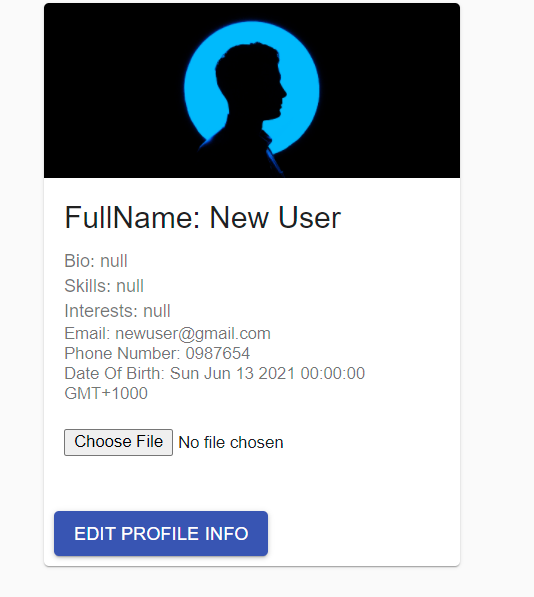 FullName: New User
Bio: null
Skills: null
Interests: null
Email: newuser@gmail.com
Phone Number: 0987654
Date Of Birth: Sun Jun 13 2021 00:00:00
GMT+1000
Choose File No file chosen
EDIT PROFILE INFO